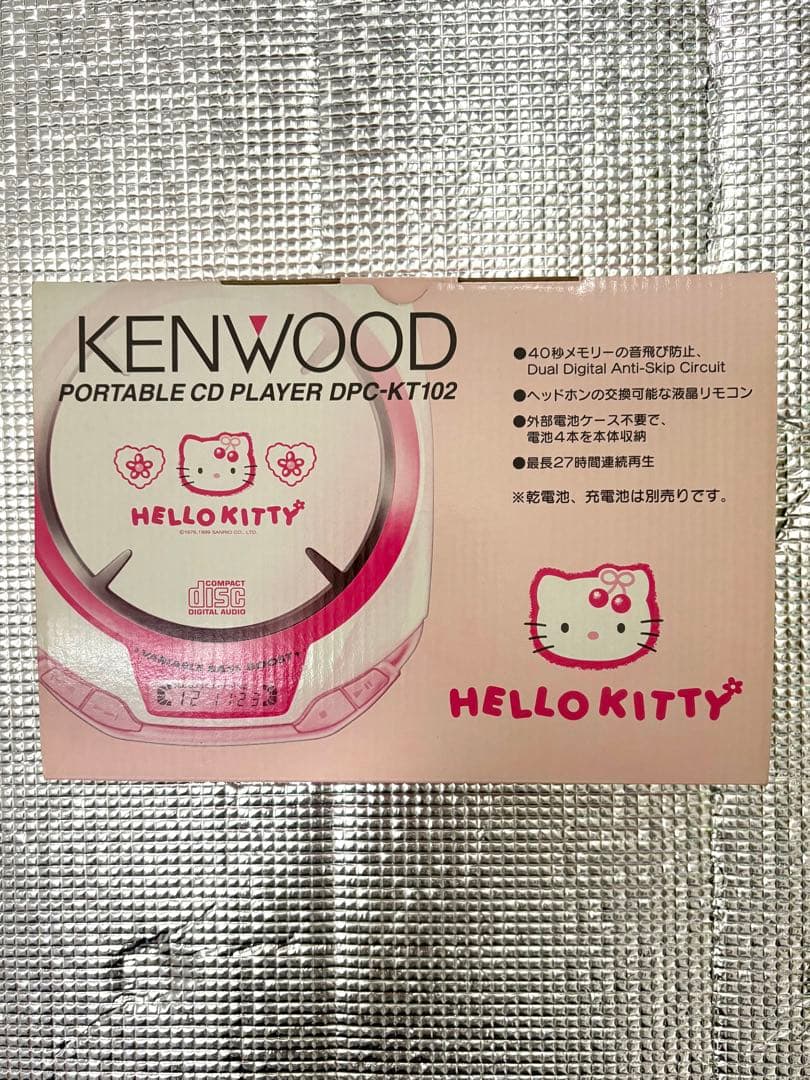 KENWOOD
PORTABLE CD PLAYER DPC-KT102
HELLO KITTY
©1976,1999 SANRIO CO., LTD.
COMPACT
disc
DIGITAL AUDIO
VARIABLE BASS BOOST
●40秒メモリーの音飛び防止、
Dual Digital Anti-Skip Circuit
●ヘッドホンの交換可能な液晶リモコン
●外部電池ケース不要で、
電池4本を本体収納
●最長27時間連続再生
※乾電池、充電池は別売りです。
HELLO KITTY